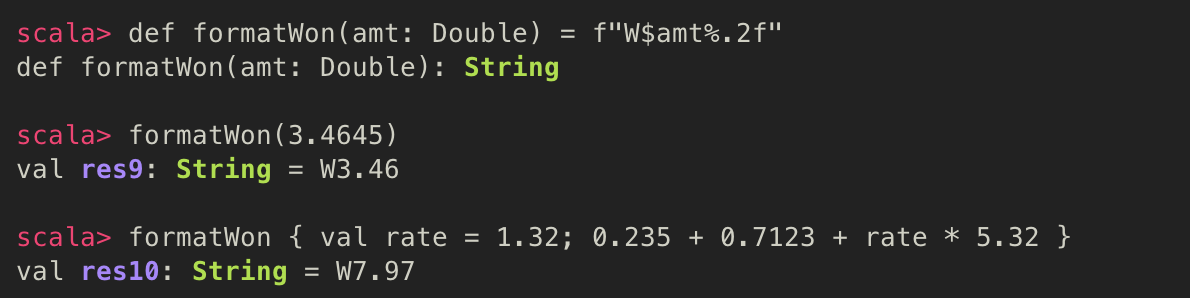 scala> def formatWon(amt: Double) = f"W$amt%.2f"
def formatWon(amt: Double): String
scala> formatWon(3.4645)
val res9: String = W3.46
scala> formatWon { val rate = 1.32; 0.235 + 0.7123 + rate * 5.32 }
val res10: String = W7.97